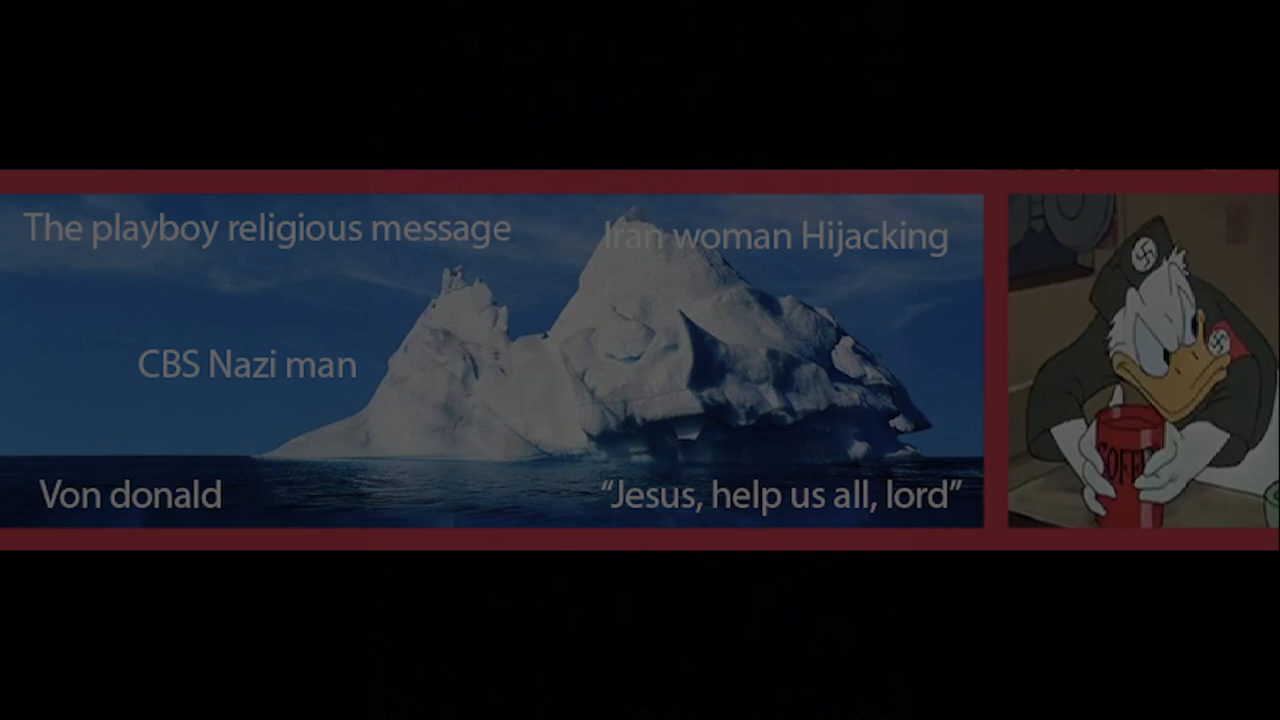 The playboy religious message
Iran woman Hijacking
CBS Nazi man
Von donald
“Jesus, help us all, lord”
COFFEE